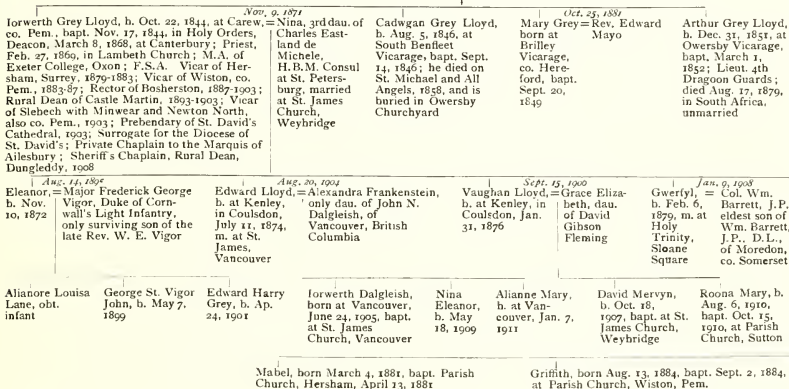 Nov. 9. 1871
Iorwerth Grey Lloyd, b. Oct. 22, 1844, at Carew,
co. Pem., bapt. Nov. 17, 1844, in Holy Orders,
Deacon, March 8, 1868, at Canterbury ; Priest,
Feb. 27, 1869, in Lambeth Church ; M.A. of
Exeter College, Oxon ; F.S.A. Vicar of Her-
sham, Surrey, 1879-1883 ; Vicar of Wiston, co.
Pem., 1883-87 ; Rector of Bosherston, 1887-1903 ;
Rural Dean of Castle Martin, 1893-1903 ; Vicar
of Slebech with Minwear and Newton North,
also co. Pem., 1903 ; Prebendary of St. David's
Cathedral, 1903 ; Surrogate for the Diocese of
St. David's ; Private Chaplain to the Marquis of
Ailesbury ; Sheriff's Chaplain, Rural Dean,
Dungleddy, 1908
=Nina, 3rd dau. of
Charles East-
land de
Michele,
H.B.M. Consul
at St. Peters-
burg, married
at St. James
Church,
Weybridge
Cadwgan Grey Lloyd,
b. Aug. 5, 1846, at
South Benfleet
Vicarage, bapt. Sept.
14, 1846 ; he died on
St. Michael and All
Angels, 1858, and is
buried in Owersby
Churchyard
Oct. 25, 1881
Mary Grey=Rev. Edward
born at Mayo
Brilley
Vicarage,
co. Here-
ford, bapt.
Sept. 20,
1849
Arthur Grey Lloyd,
b. Dec. 31, 1851, at
Owersby Vicarage,
bapt. March 1,
1852 ; Lieut. 4th
Dragoon Guards ;
died Aug. 17, 1879,
in South Africa,
unmarried
Aug. 14,
Eleanor,=Major Frederick George
b. Nov. Vigor, Duke of Corn-
10, 1872 wall's Light Infantry,
only surviving son of the
late Rev. W. E. Vigor
Aug. 20, 1904
Edward Lloyd,=Alexandra Frankenstein,
b. at Kenley, only dau. of John N.
in Coulsdon, Dalgleish, of
July 11, 1874, Vancouver, British
m. at St. Columbia
James,
Vancouver
Sept. 15, 1900
Vaughan Lloyd,=Grace Eliza-
b. at Kenley, in beth, dau.
Coulsdon, Jan. of David
31, 1876 Gibson
Fleming
Jan. 9, 1908
Gwerfyl, = Col. Wm.
b. Feb. 6, Barrett, J.P.
1879, m. at eldest son of
Holy Wm. Barrett,
Trinity, J.P., D.L.,
Sloane of Moredon,
Square co. Somerset
Alianore Louisa
Lane, obt.
infant
George St. Vigor
John, b. May 7,
1899
Edward Harry
Grey, b. Ap.
24, 1901
Iorwerth Dalgleish,
born at Vancouver,
June 24, 1905, bapt.
at St. James
Church, Vancouver
Nina
Eleanor,
b. May
18, 1909
Alianne Mary,
b. at Van-
couver, Jan. 7,
1911
David Mervyn,
b. Oct. 18,
1907, bapt. at St.
James Church,
Weybridge
Roona Mary, b.
Aug. 6, 1910,
bapt. Oct. 15,
1910, at Parish
Church, Sutton
Mabel, born March 4, 1881, bapt. Parish
Church, Hersham, April 13, 1881
Griffith, born Aug. 13, 1884, bapt. Sept. 2, 1884,
at Parish Church, Wiston, Pem.